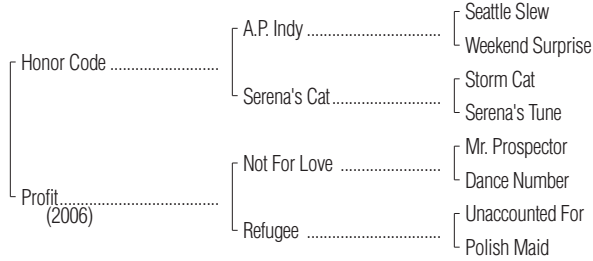 Seattle Slew
A.P. Indy ..............................
Weekend Surprise
Honor Code ........................
Storm Cat
Serena's Cat........................
Serena's Tune
Mr. Prospector
Not For Love ......................
Dance Number
Profit....................................
(2006)
Unaccounted For
Refugee ..............................
Polish Maid